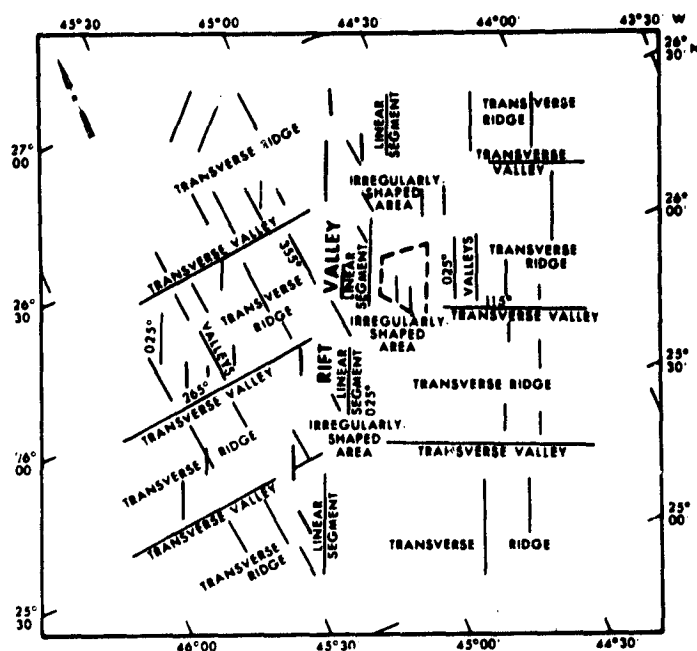 45°30'
45°00'
44°30'
44°00'
43°30' W
26° 30' N
27° 00'
TRANSVERSE RIDGE
LINEAR SEGMENT
TRANSVERSE RIDGE
TRANSVERSE VALLEY
IRREGULARLY SHAPED AREA
26° 00'
TRANSVERSE VALLEY
355°
RIFT VALLEY
LINEAR SEGMENT
025° VALLEYS
TRANSVERSE RIDGE
26° 30'
TRANSVERSE RIDGE
115°
TRANSVERSE VALLEY
IRREGULARLY SHAPED AREA
025°
VALLEYS
265°
TRANSVERSE VALLEY
LINEAR SEGMENT 025°
25° 30'
TRANSVERSE RIDGE
IRREGULARLY SHAPED AREA
TRANSVERSE VALLEY
26° 00'
TRANSVERSE RIDGE
TRANSVERSE VALLEY
25° 00'
LINEAR SEGMENT
TRANSVERSE RIDGE
TRANSVERSE RIDGE
25° 30
46°00'
45°30'
45°00'
44°30'